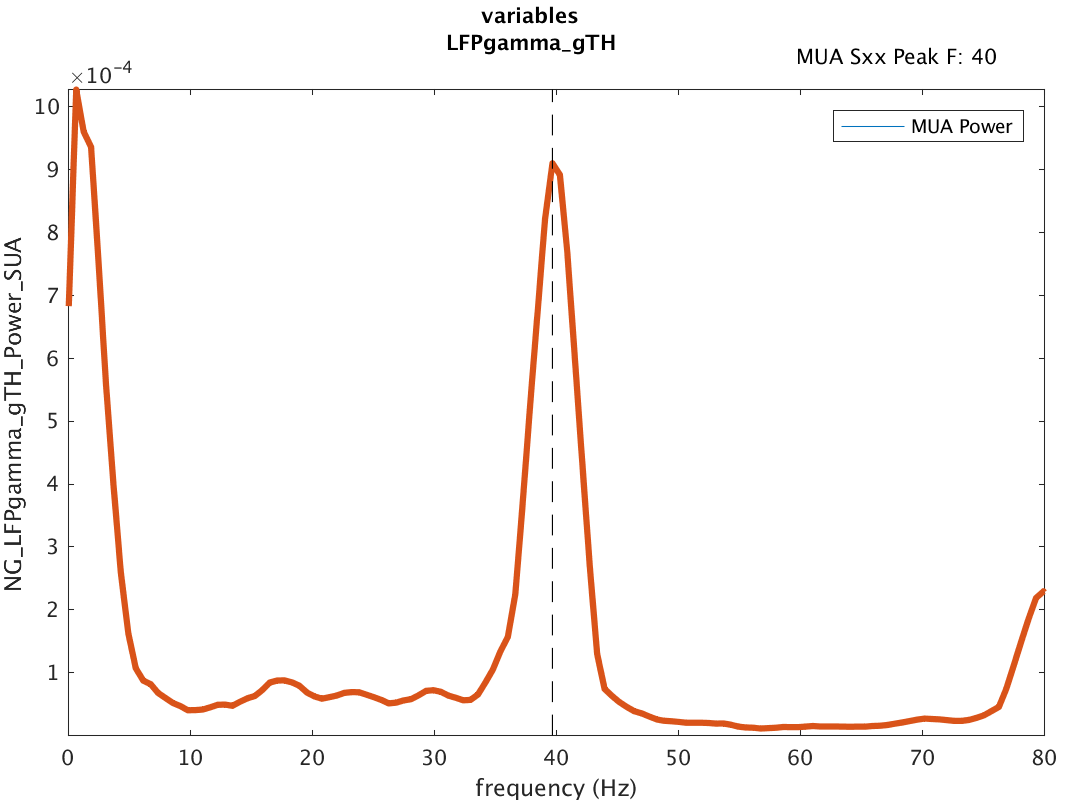 variables
LFPgamma_gTH
MUA Sxx Peak F: 40
×10⁻⁴
MUA Power
NG_LFPgamma_gTH_Power_SUA
10
9
8
7
6
5
4
3
2
1
0 10 20 30 40 50 60 70 80
frequency (Hz)